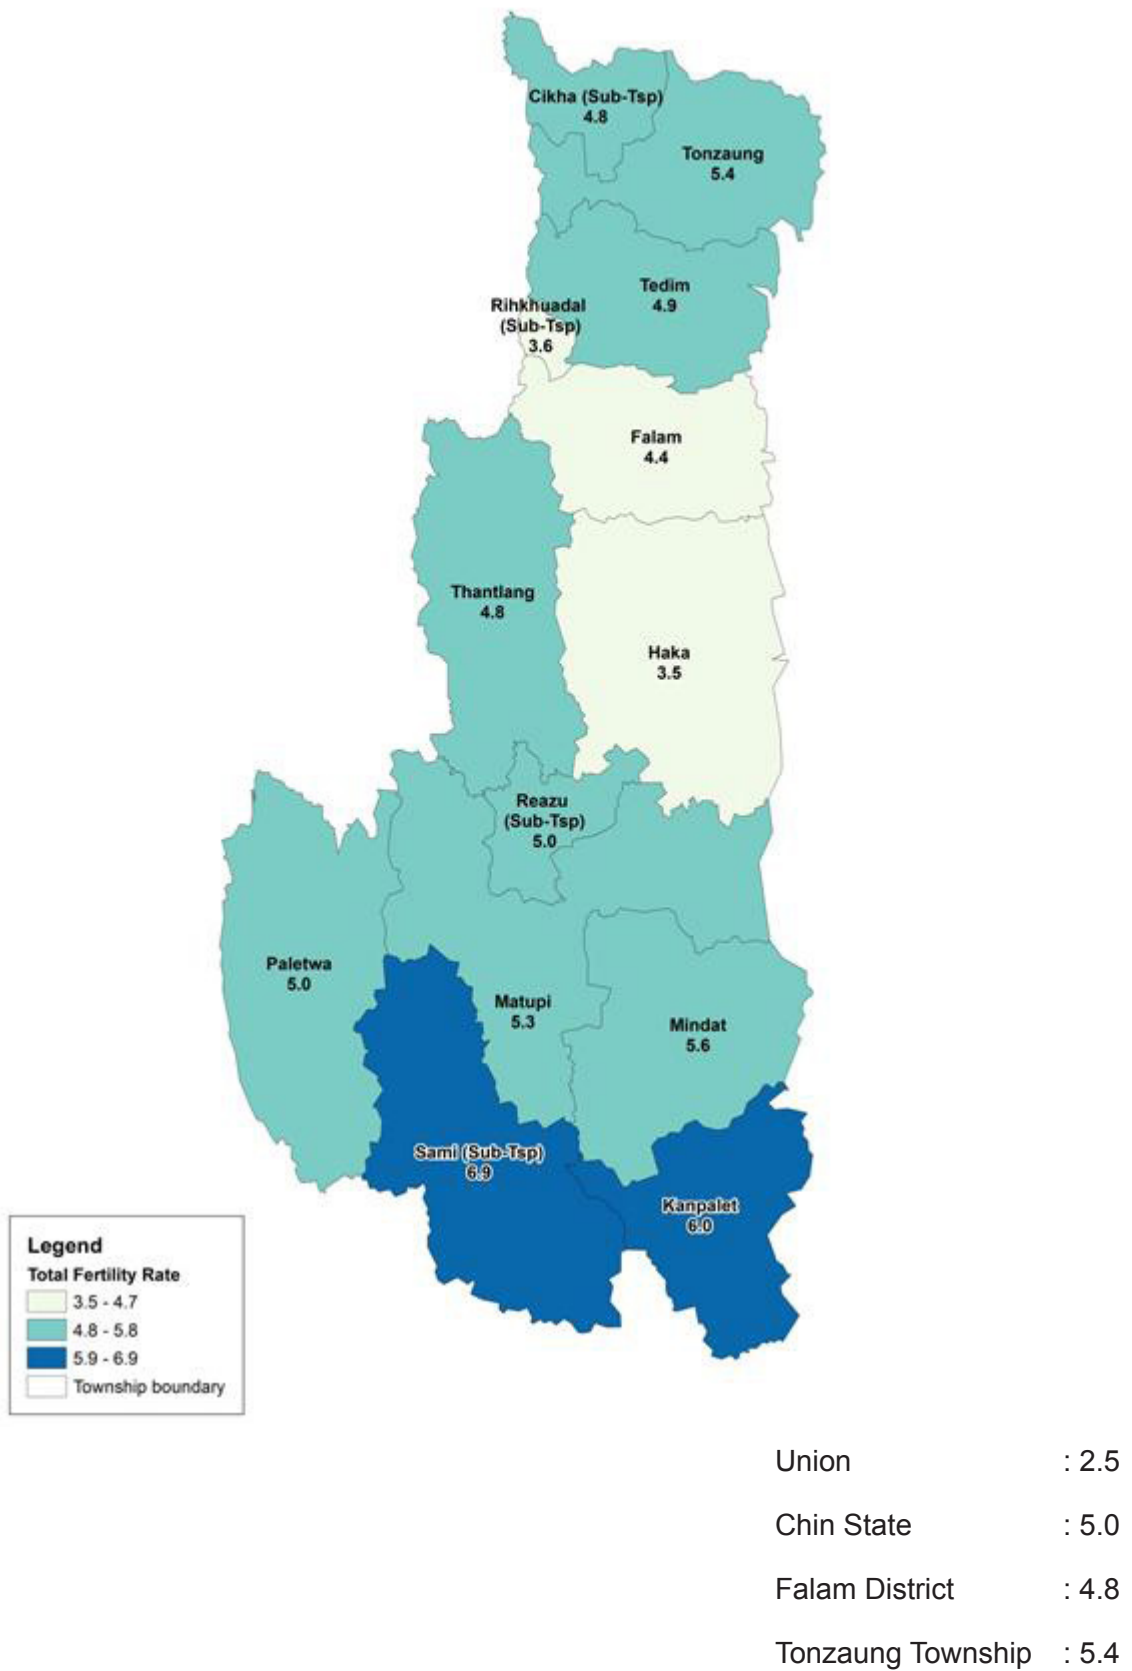 Cikha (Sub-Tsp)
4.8
Tonzaung
5.4
Tedim
4.9
Rihkhuadal
(Sub-Tsp)
3.6
Falam
4.4
Thantlang
4.8
Haka
3.5
Reazu
(Sub-Tsp)
5.0
Paletwa
5.0
Matupi
5.3
Mindat
5.6
Sami (Sub-Tsp)
6.9
Kanpalet
6.0
Legend
Total Fertility Rate
3.5 - 4.7
4.8 - 5.8
5.9 - 6.9
Township boundary
Union : 2.5
Chin State : 5.0
Falam District : 4.8
Tonzaung Township : 5.4